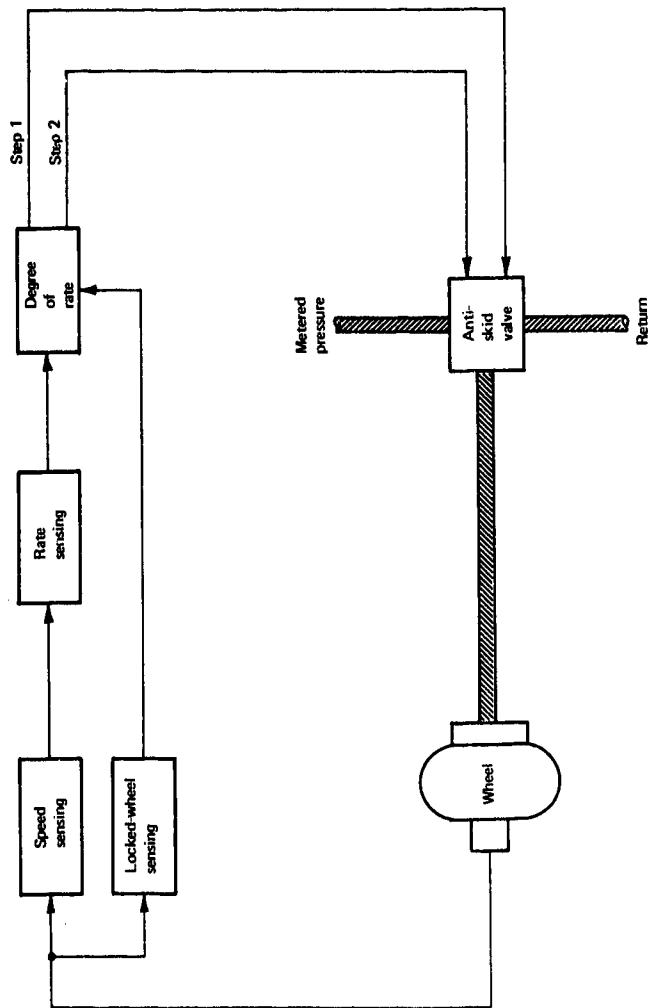 Speed
sensing
Locked-wheel
sensing
Rate
sensing
Degree
of
rate
Step 1
Step 2
Wheel
Metered
pressure
Anti-
skid
valve
Return